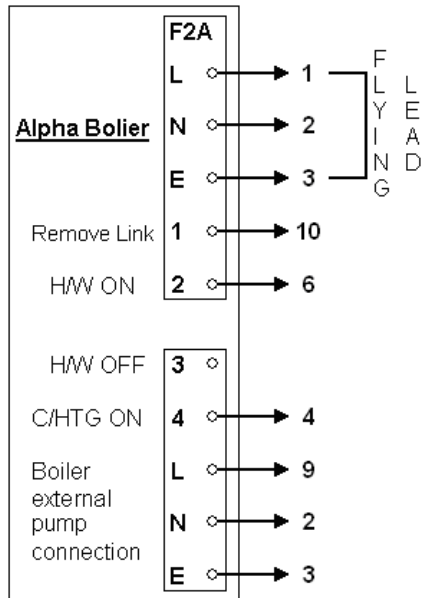 F2A
L 1
Alpha Bolier N 2
E 3
FLYING LEAD
Remove Link 1 10
H/W ON 2 6
H/W OFF 3
C/HTG ON 4 4
Boiler L 9
external
pump N 2
connection
E 3